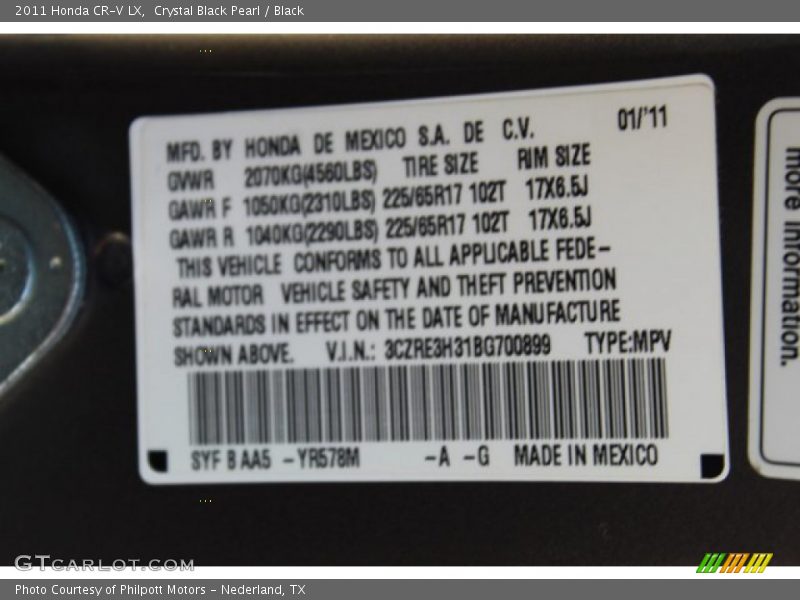 2011 Honda CR-V LX, Crystal Black Pearl / Black
MFD. BY HONDA DE MEXICO S.A. DE C.V. 01/'11
GVWR 2070KG(4560LBS) TIRE SIZE RIM SIZE
GAWR F 1050KG(2310LBS) 225/65R17 102T 17X6.5J
GAWR R 1040KG(2290LBS) 225/65R17 102T 17X6.5J
THIS VEHICLE CONFORMS TO ALL APPLICABLE FEDE-
RAL MOTOR VEHICLE SAFETY AND THEFT PREVENTION
STANDARDS IN EFFECT ON THE DATE OF MANUFACTURE
SHOWN ABOVE. V.I.N.: 3CZRE3H31BG700899 TYPE:MPV
SYF B AA5 -YR578M -A -G MADE IN MEXICO
more information.
GTCARLOT.COM
Photo Courtesy of Philpott Motors - Nederland, TX